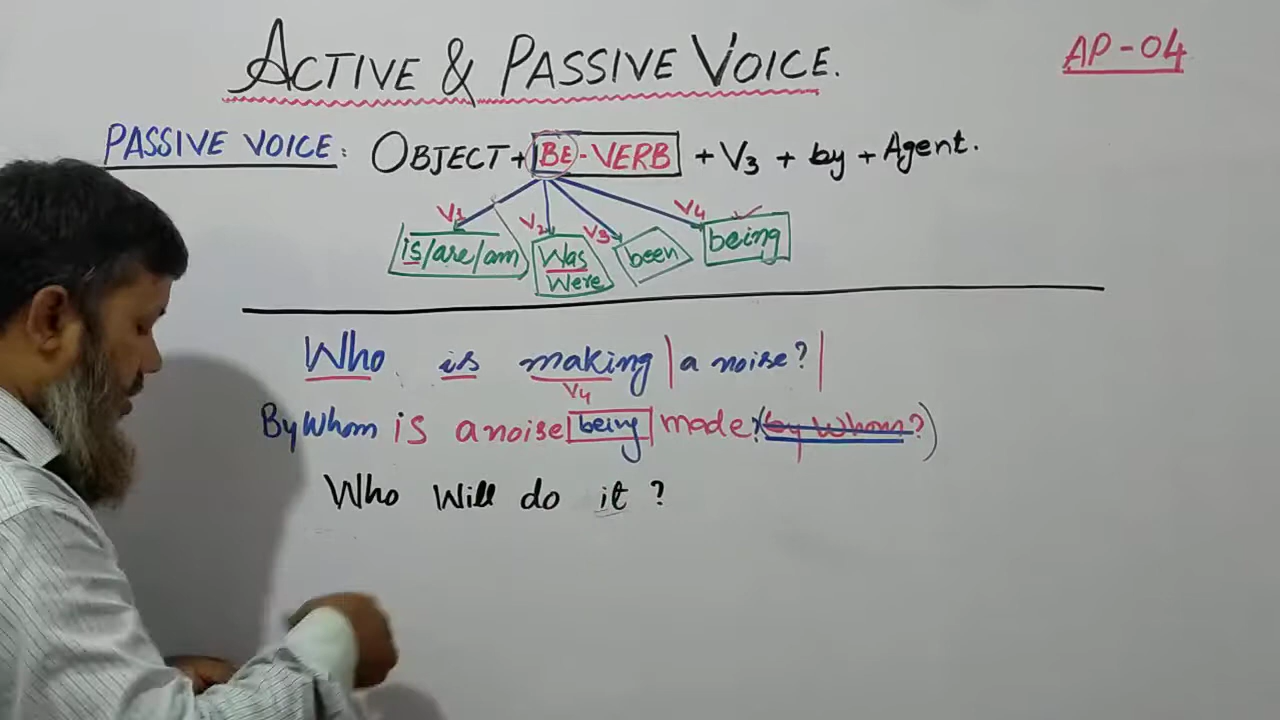 ACTIVE & PASSIVE VOICE.
AP-04
PASSIVE VOICE: OBJECT + BE-VERB + V3 + by + Agent.
V1 V2 V3 V4
is/are/am Was Were been being
Who is making a noise?
V4
By Whom is a noise being made? by whom?
Who will do it?